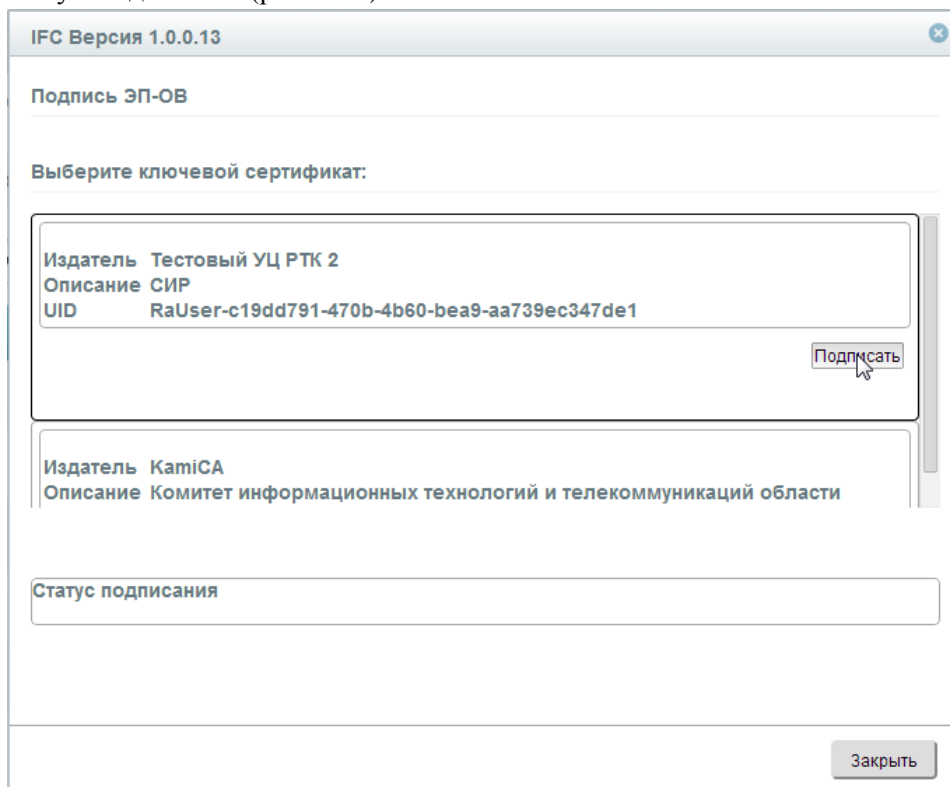 IFC Версия 1.0.0.13
Подпись ЭП-ОВ
Выберите ключевой сертификат:
Издатель Тестовый УЦ РТК 2
Описание СИР
UID RaUser-c19dd791-470b-4b60-bea9-aa739ec347de1
Подписать
Издатель KamiCA
Описание Комитет информационных технологий и телекоммуникаций области
Статус подписания
Закрыть